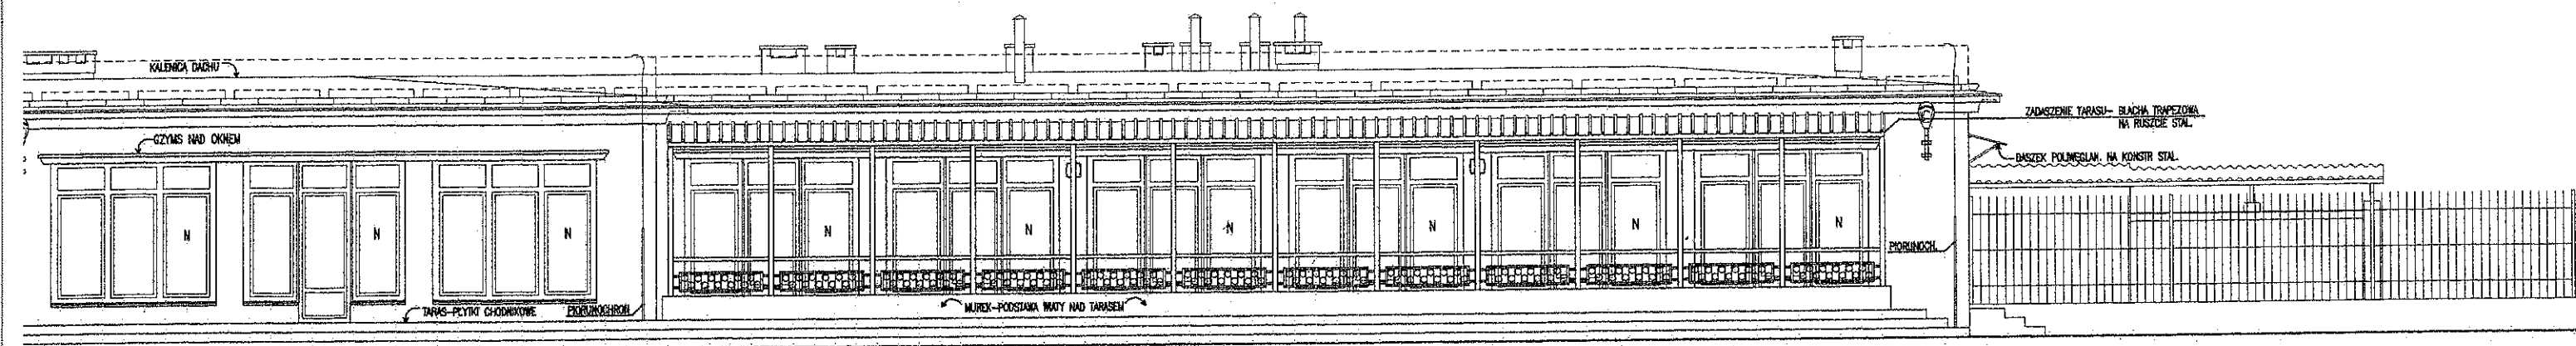 KALENICA DACHU
GZYMS NAD OKNEM
ZADASZENIE TARASU- BLACHA TRAPEZOWA
NA RUSZCIE STAL.
DASZEK POLIWĘGLAN. NA KONSTR STAL.
N
N
N
N
N
N
N
N
N
PIORUNOCH.
TARAS-PŁYTKI CHODNIKOWE
PIORUNOCHRON
MUREK-PODSTAWA WIATY NAD TARASEM